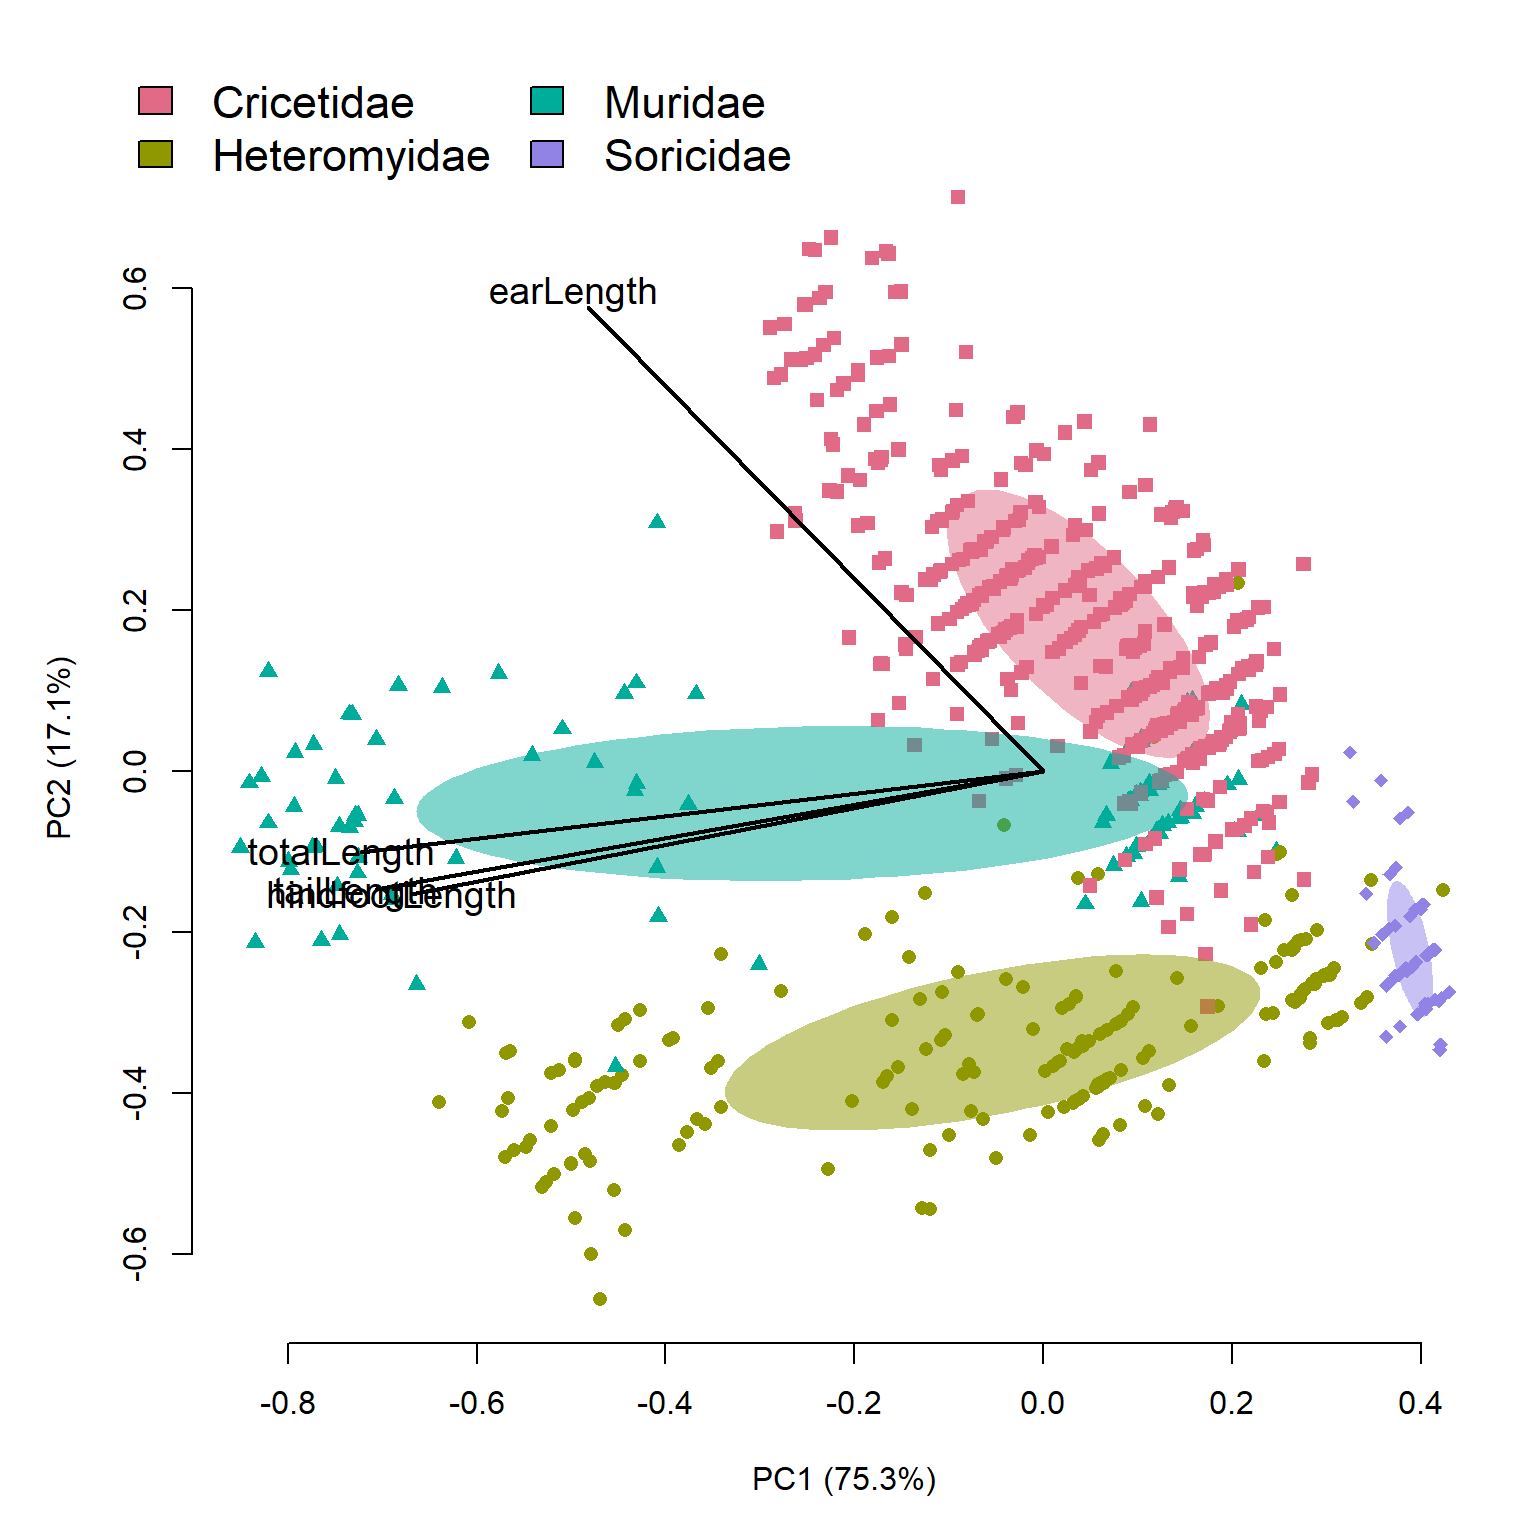 Cricetidae Muridae
Heteromyidae Soricidae
earLength
totalLength
tailLength
hindfootLength
0.6
0.4
0.2
0.0
-0.2
-0.4
-0.6
PC2 (17.1%)
-0.8 -0.6 -0.4 -0.2 0.0 0.2 0.4
PC1 (75.3%)